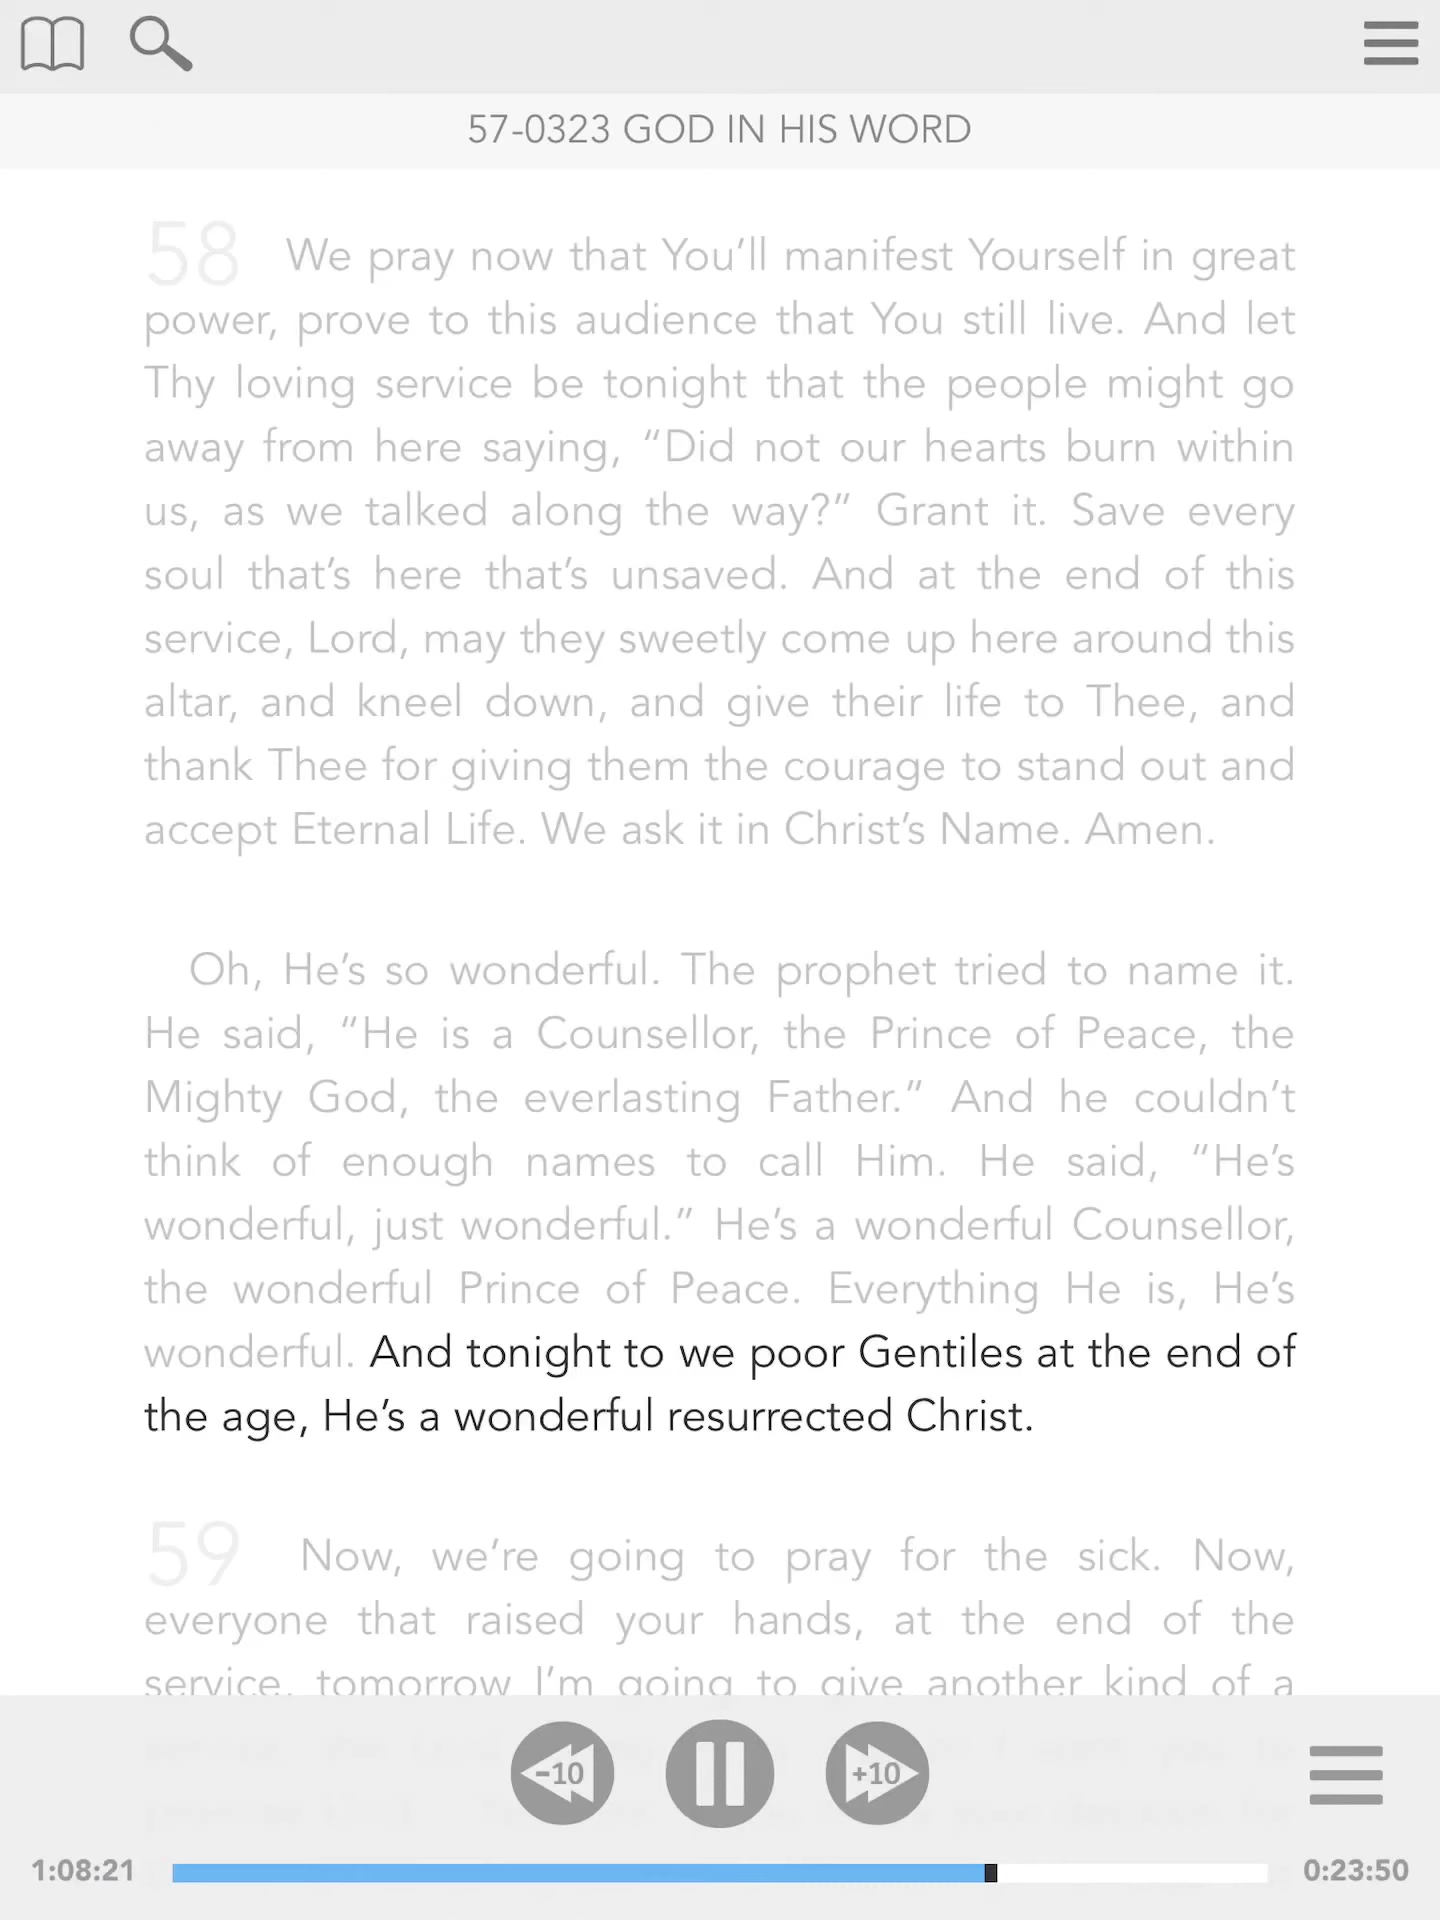 57-0323 GOD IN HIS WORD
58 We pray now that You’ll manifest Yourself in great
power, prove to this audience that You still live. And let
Thy loving service be tonight that the people might go
away from here saying, “Did not our hearts burn within
us, as we talked along the way?” Grant it. Save every
soul that’s here that’s unsaved. And at the end of this
service, Lord, may they sweetly come up here around this
altar, and kneel down, and give their life to Thee, and
thank Thee for giving them the courage to stand out and
accept Eternal Life. We ask it in Christ’s Name. Amen.
Oh, He’s so wonderful. The prophet tried to name it.
He said, “He is a Counsellor, the Prince of Peace, the
Mighty God, the everlasting Father.” And he couldn’t
think of enough names to call Him. He said, “He’s
wonderful, just wonderful.” He’s a wonderful Counsellor,
the wonderful Prince of Peace. Everything He is, He’s
wonderful. And tonight to we poor Gentiles at the end of
the age, He’s a wonderful resurrected Christ.
59 Now, we’re going to pray for the sick. Now,
everyone that raised your hands, at the end of the
service, tomorrow I’m going to give another kind of a
-10 +10
1:08:21 0:23:50